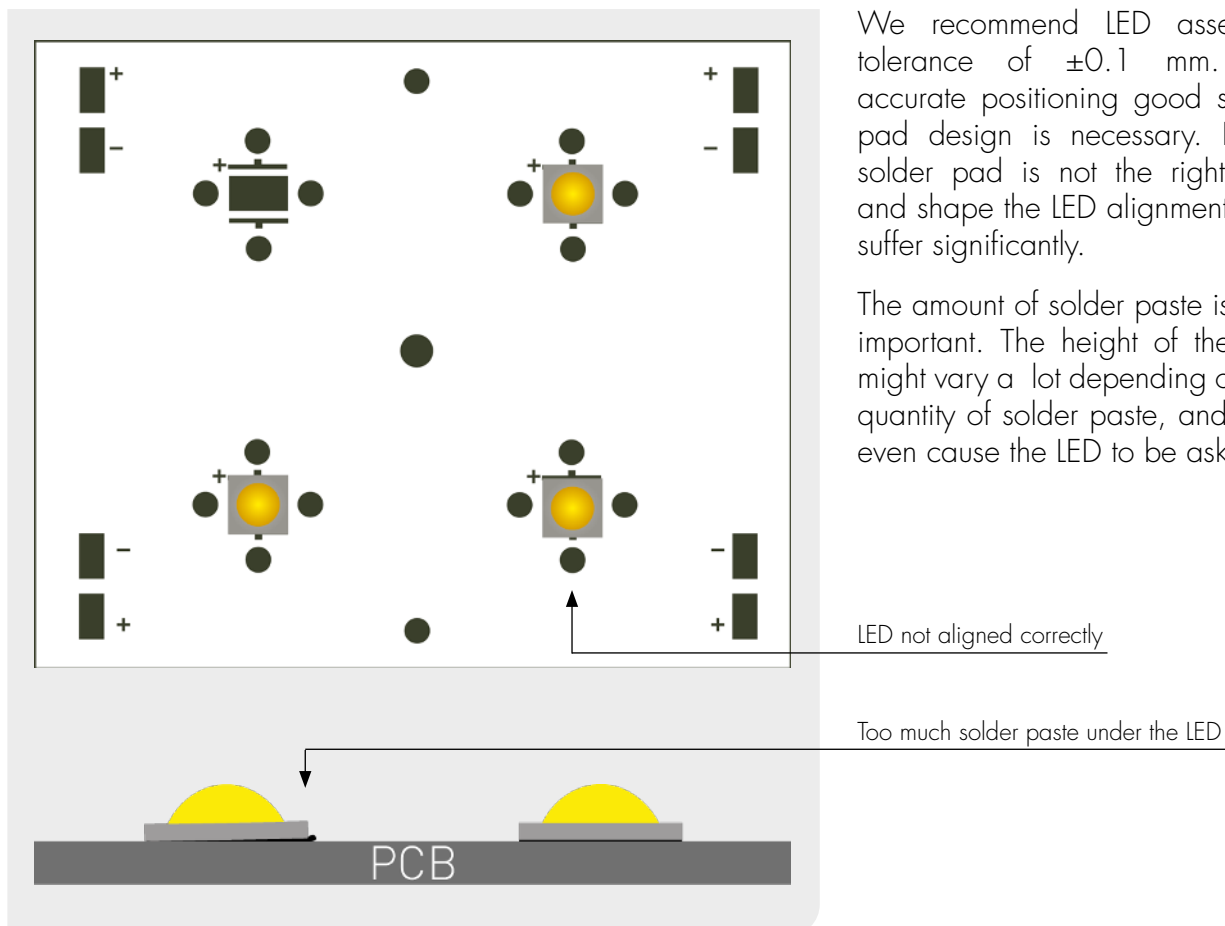 We recommend LED asse
tolerance of ±0.1 mm.
accurate positioning good s
pad design is necessary.
solder pad is not the right
and shape the LED alignment
suffer significantly.
The amount of solder paste is
important. The height of the
might vary a lot depending
quantity of solder paste, and
even cause the LED to be ask
+ + +
- -
+ +
+ +
- -
+ +
LED not aligned correctly
Too much solder paste under the LED
PCB